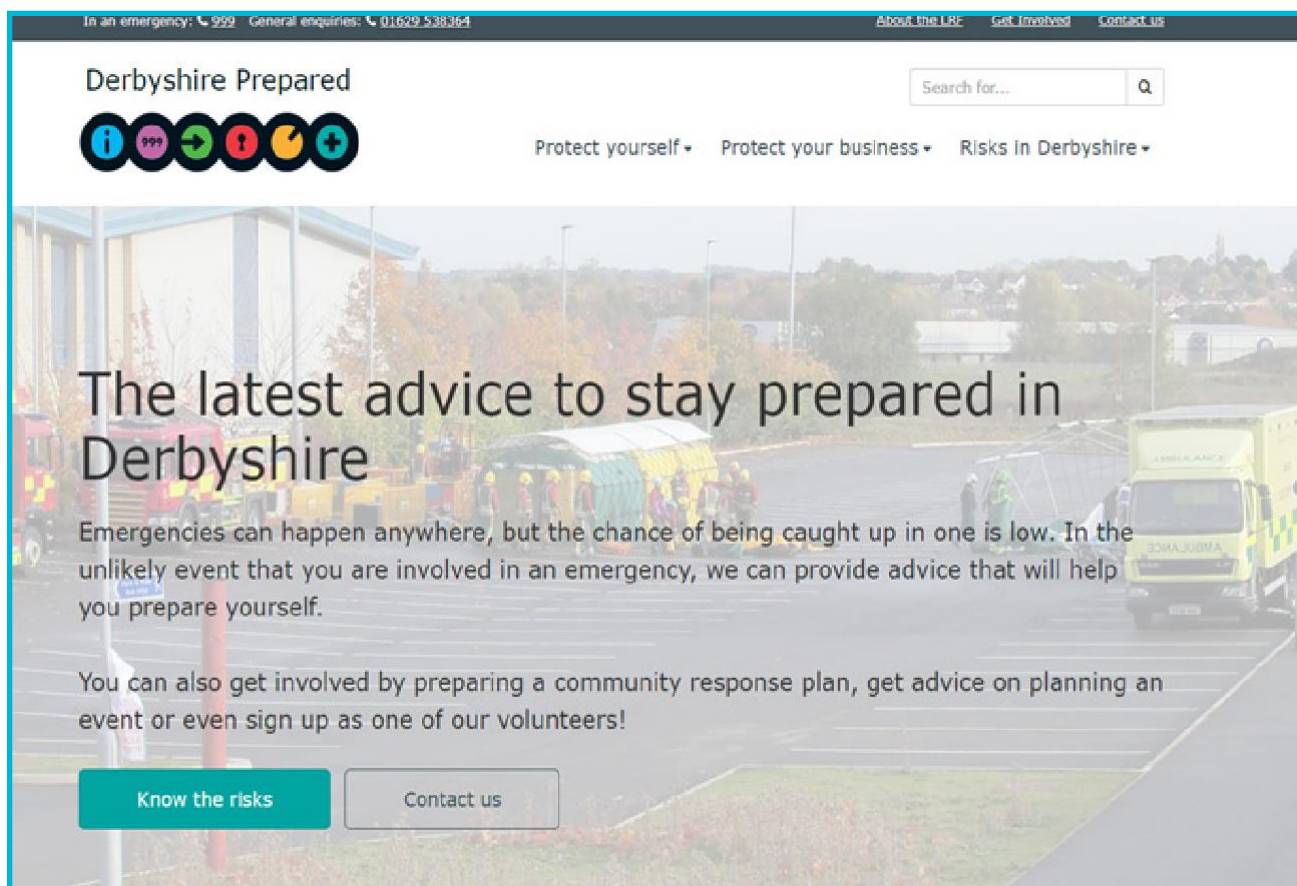 In an emergency: 999 General enquiries: 01629 538364
About the LRF Get Involved Contact us
Derbyshire Prepared
Search for...
i 999
Protect yourself Protect your business Risks in Derbyshire
The latest advice to stay prepared in
Derbyshire
Emergencies can happen anywhere, but the chance of being caught up in one is low. In the
unlikely event that you are involved in an emergency, we can provide advice that will help
you prepare yourself.
You can also get involved by preparing a community response plan, get advice on planning an
event or even sign up as one of our volunteers!
Know the risks Contact us
AMBULANCE
AMBULANCE